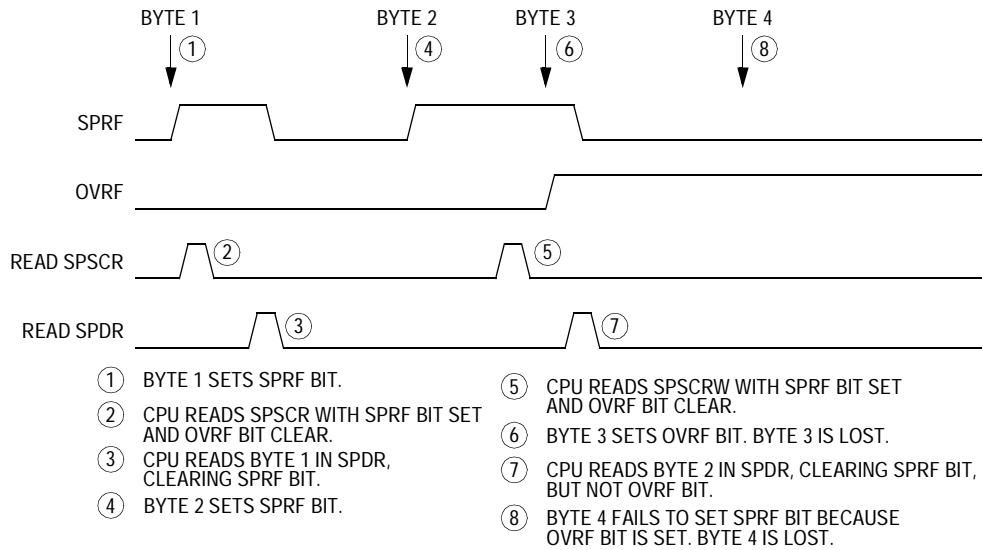 BYTE 1 BYTE 2 BYTE 3 BYTE 4
1 4 6 8
SPRF
OVRF
READ SPSCR 2 5
READ SPDR 3 7
1 BYTE 1 SETS SPRF BIT.
2 CPU READS SPSCR WITH SPRF BIT SET
AND OVRF BIT CLEAR.
3 CPU READS BYTE 1 IN SPDR,
CLEARING SPRF BIT.
4 BYTE 2 SETS SPRF BIT.
5 CPU READS SPSCRW WITH SPRF BIT SET
AND OVRF BIT CLEAR.
6 BYTE 3 SETS OVRF BIT. BYTE 3 IS LOST.
7 CPU READS BYTE 2 IN SPDR, CLEARING SPRF BIT,
BUT NOT OVRF BIT.
8 BYTE 4 FAILS TO SET SPRF BIT BECAUSE
OVRF BIT IS SET. BYTE 4 IS LOST.